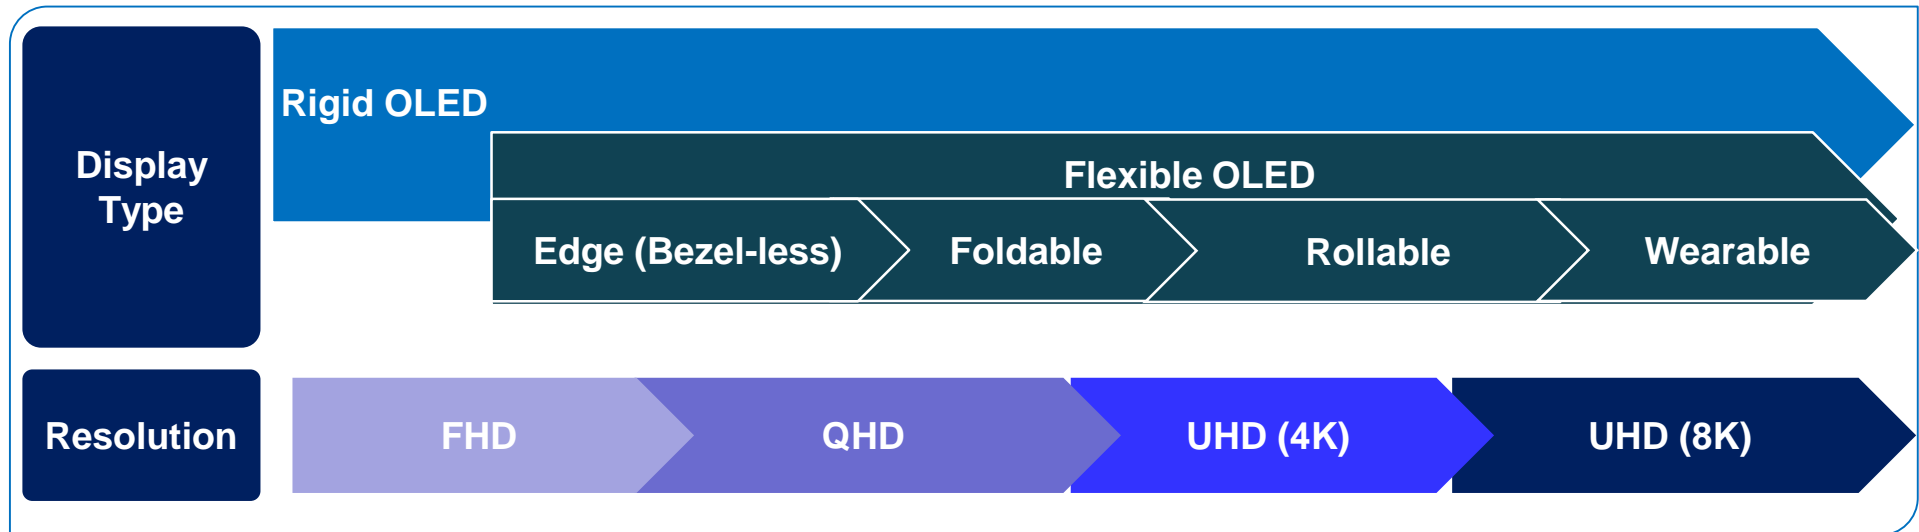 Display
Type
Rigid OLED
Flexible OLED
Edge (Bezel-less)
Foldable
Rollable
Wearable
Resolution
FHD
QHD
UHD (4K)
UHD (8K)